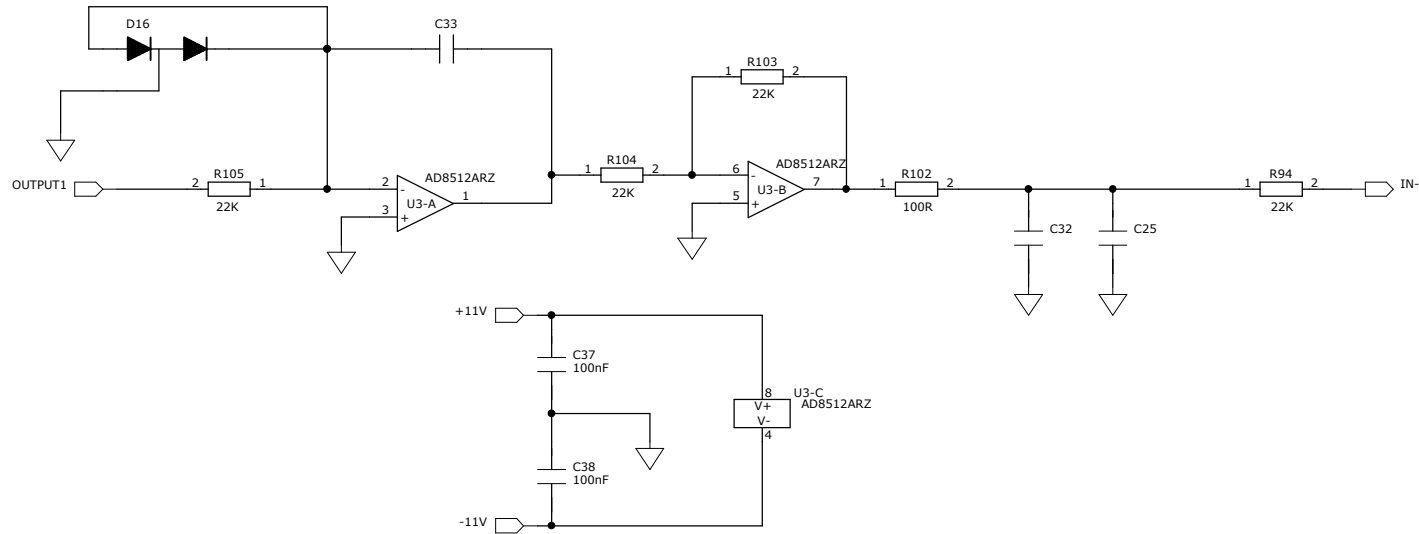 D16
C33
1 R103 2
22K
OUTPUT1
2 R105 1
22K
2 -
3 +
AD8512ARZ
U3-A
1
1 R104 2
22K
6 -
5 +
AD8512ARZ
U3-B
7
1 R102 2
100R
C32
C25
1 R94 2
22K
IN-
+11V
C37
100nF
8
V+
V-
4
U3-C
AD8512ARZ
C38
100nF
-11V